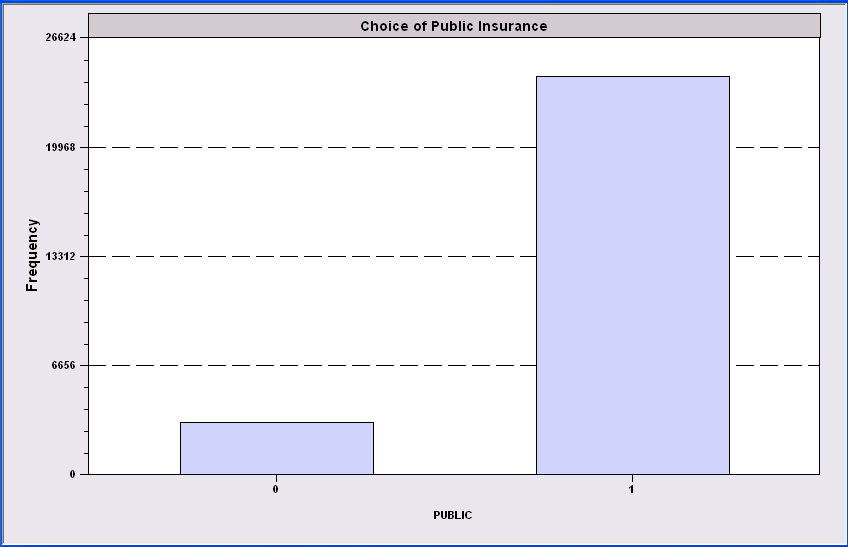 Choice of Public Insurance
26624
19968
13312
6656
0
Frequency
0 1
PUBLIC